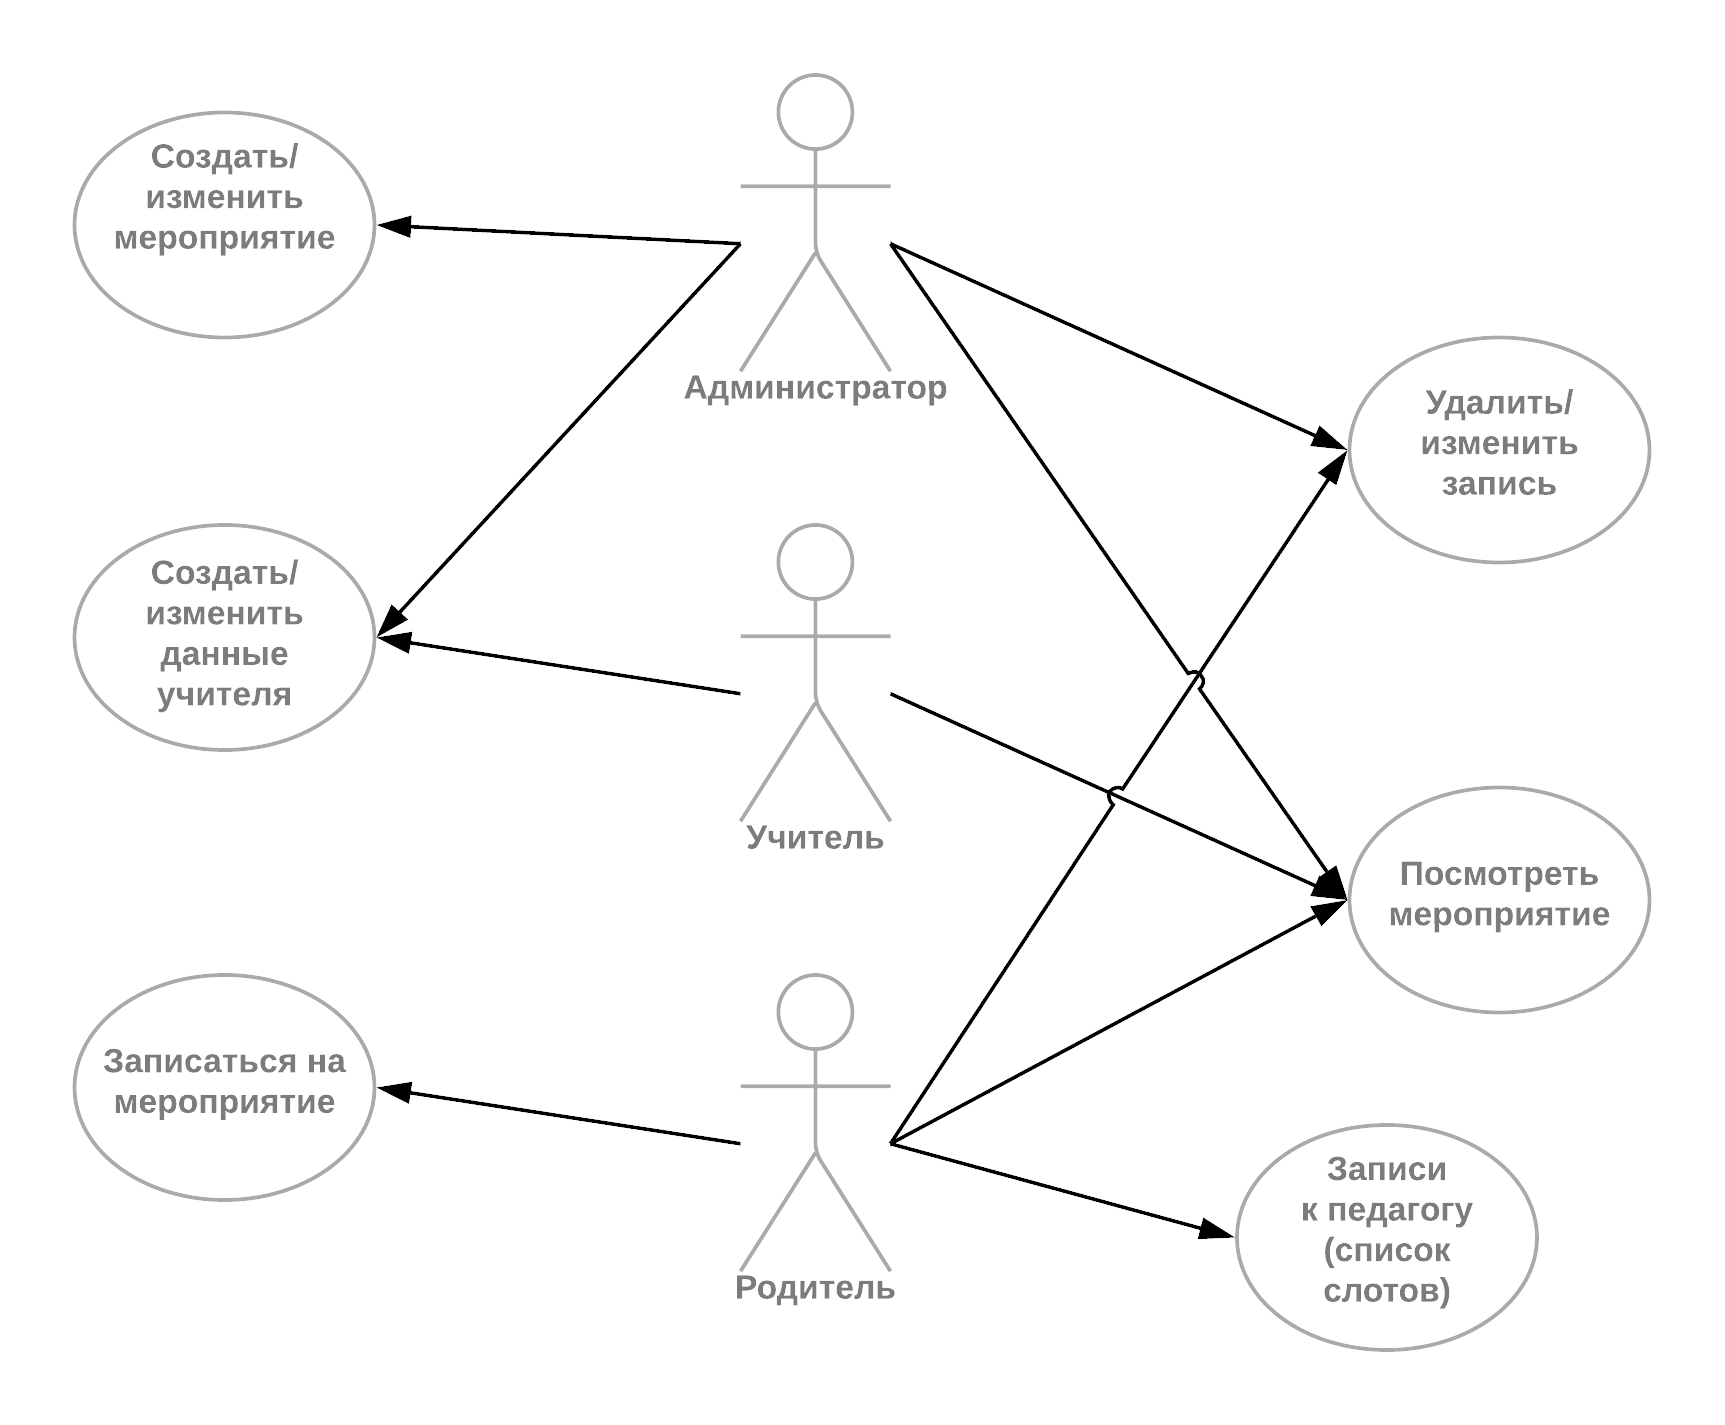 Создать/
изменить
мероприятие
Администратор
Удалить/
изменить
запись
Создать/
изменить
данные
учителя
Учитель
Посмотреть
мероприятие
Записаться на
мероприятие
Родитель
Записи
к педагогу
(список
слотов)